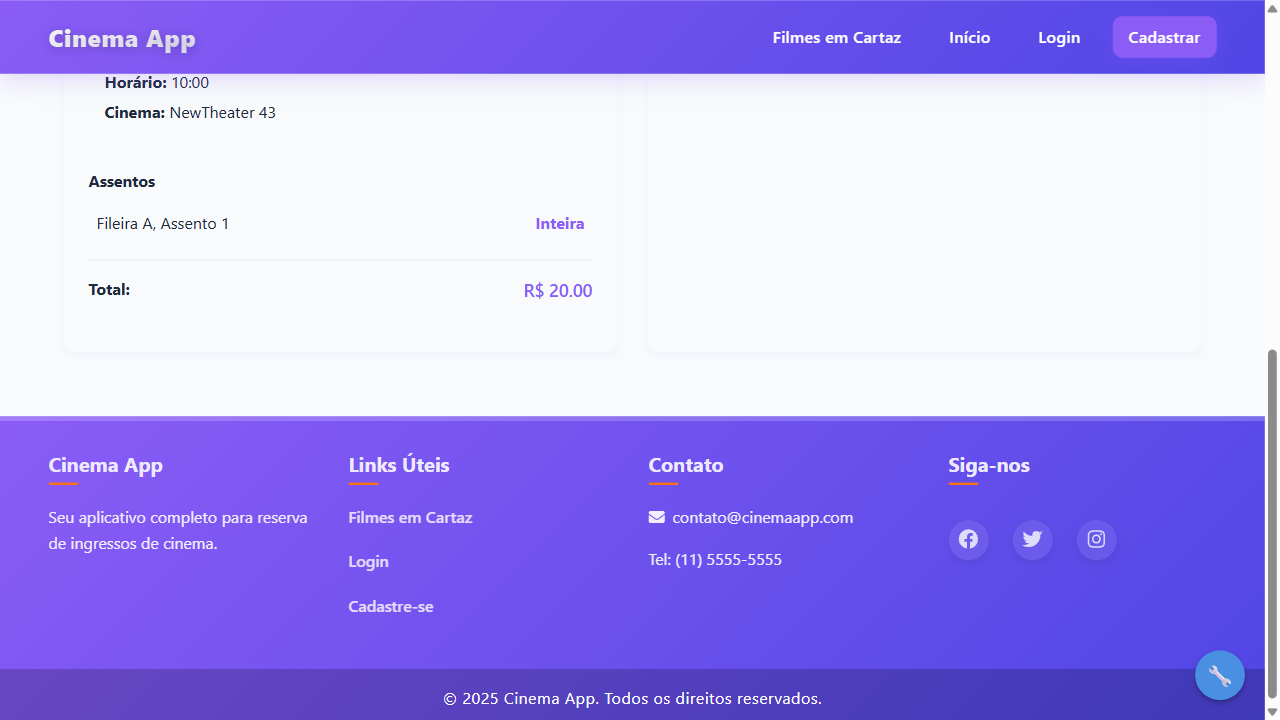 Cinema App
Filmes em Cartaz
Início
Login
Cadastrar
Horário: 10:00
Cinema: NewTheater 43
Assentos
Fileira A, Assento 1
Inteira
Total:
R$ 20.00
Cinema App
Seu aplicativo completo para reserva
de ingressos de cinema.
Links Úteis
Filmes em Cartaz
Login
Cadastre-se
Contato
contato@cinemaapp.com
Tel: (11) 5555-5555
Siga-nos
© 2025 Cinema App. Todos os direitos reservados.